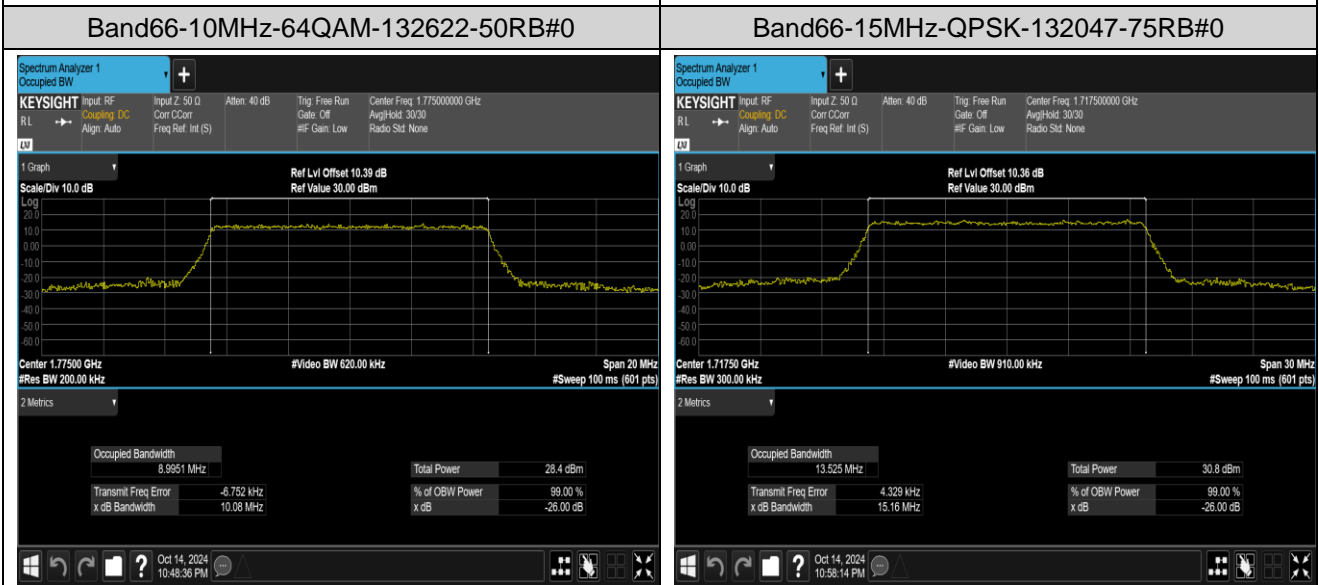 Band66-10MHz-64QAM-132622-50RB#0
Spectrum Analyzer 1
Occupied BW
+
KEYSIGHT Input: RF Input Z: 50 Ω Atten: 40 dB Trig: Free Run Center Freq: 1.775000000 GHz
RL Coupling: DC Corr CCorr Gate: Off Avg|Hold: 30/30
Align: Auto Freq Ref: Int (S) #IF Gain: Low Radio Std: None
LXI
1 Graph
Ref Lvl Offset 10.39 dB
Scale/Div 10.0 dB Ref Value 30.00 dBm
Log
20.0
10.0
0.00
-10.0
-20.0
-30.0
-40.0
-50.0
-60.0
Center 1.77500 GHz #Video BW 620.00 kHz Span 20 MHz
#Res BW 200.00 kHz #Sweep 100 ms (601 pts)
2 Metrics
Occupied Bandwidth
8.9951 MHz Total Power 28.4 dBm
Transmit Freq Error -6.752 kHz % of OBW Power 99.00 %
x dB Bandwidth 10.08 MHz x dB -26.00 dB
? Oct 14, 2024
10:48:36 PM
Band66-15MHz-QPSK-132047-75RB#0
Spectrum Analyzer 1
Occupied BW
+
KEYSIGHT Input: RF Input Z: 50 Ω Atten: 40 dB Trig: Free Run Center Freq: 1.717500000 GHz
RL Coupling: DC Corr CCorr Gate: Off Avg|Hold: 30/30
Align: Auto Freq Ref: Int (S) #IF Gain: Low Radio Std: None
LXI
1 Graph
Ref Lvl Offset 10.36 dB
Scale/Div 10.0 dB Ref Value 30.00 dBm
Log
20.0
10.0
0.00
-10.0
-20.0
-30.0
-40.0
-50.0
-60.0
Center 1.71750 GHz #Video BW 910.00 kHz Span 30 MHz
#Res BW 300.00 kHz #Sweep 100 ms (601 pts)
2 Metrics
Occupied Bandwidth
13.525 MHz Total Power 30.8 dBm
Transmit Freq Error 4.329 kHz % of OBW Power 99.00 %
x dB Bandwidth 15.16 MHz x dB -26.00 dB
? Oct 14, 2024
10:58:14 PM